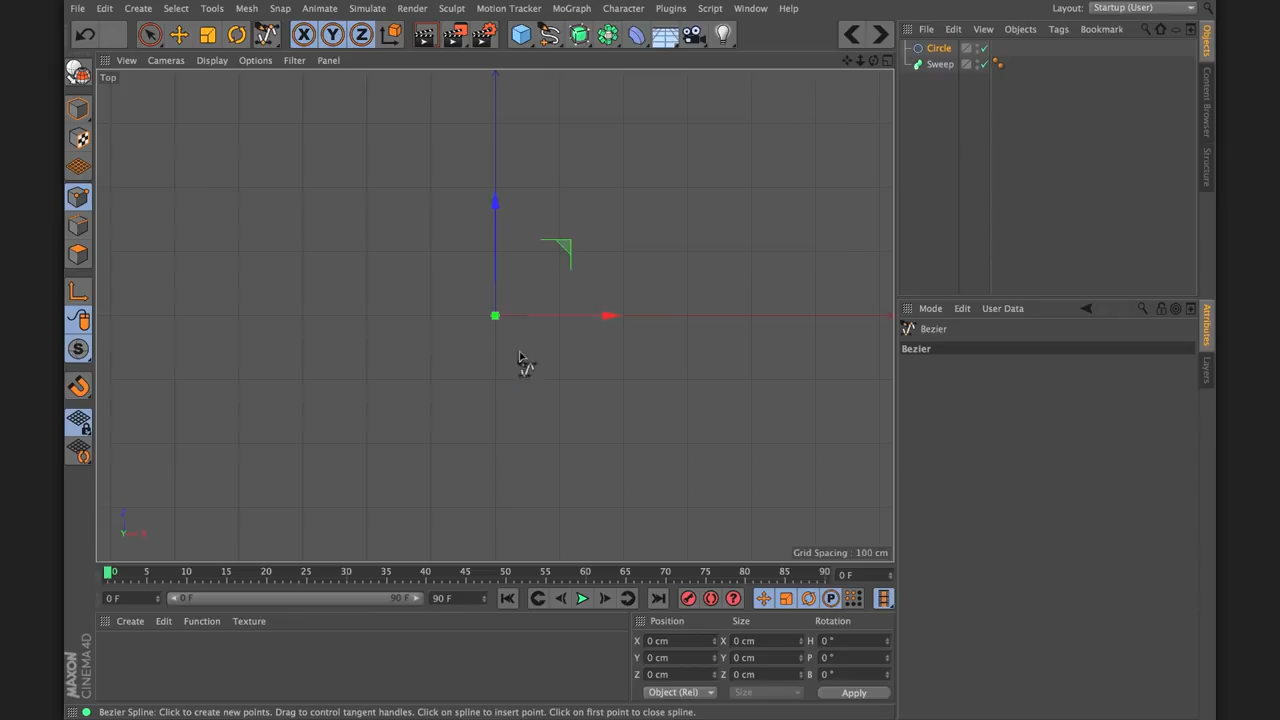 File Edit Create Select Tools Mesh Snap Animate Simulate Render Sculpt Motion Tracker MoGraph Character Plugins Script Window Help Layout: Startup (User)
X Y Z
File Edit View Objects Tags Bookmark
Circle
Sweep
View Cameras Display Options Filter Panel
Top
Objects
Content Browser
Structure
Mode Edit User Data
Bezier
Bezier
Attributes
Layers
S
Z
Y X
Grid Spacing : 100 cm
0 5 10 15 20 25 30 35 40 45 50 55 60 65 70 75 80 85 90 0 F
0 F 0 F 90 F 90 F P
Create Edit Function Texture
Position Size Rotation
X 0 cm X 0 cm H 0 °
Y 0 cm Y 0 cm P 0 °
Z 0 cm Z 0 cm B 0 °
Object (Rel) Size Apply
MAXON CINEMA 4D
Bezier Spline: Click to create new points. Drag to control tangent handles. Click on spline to insert point. Click on first point to close spline.